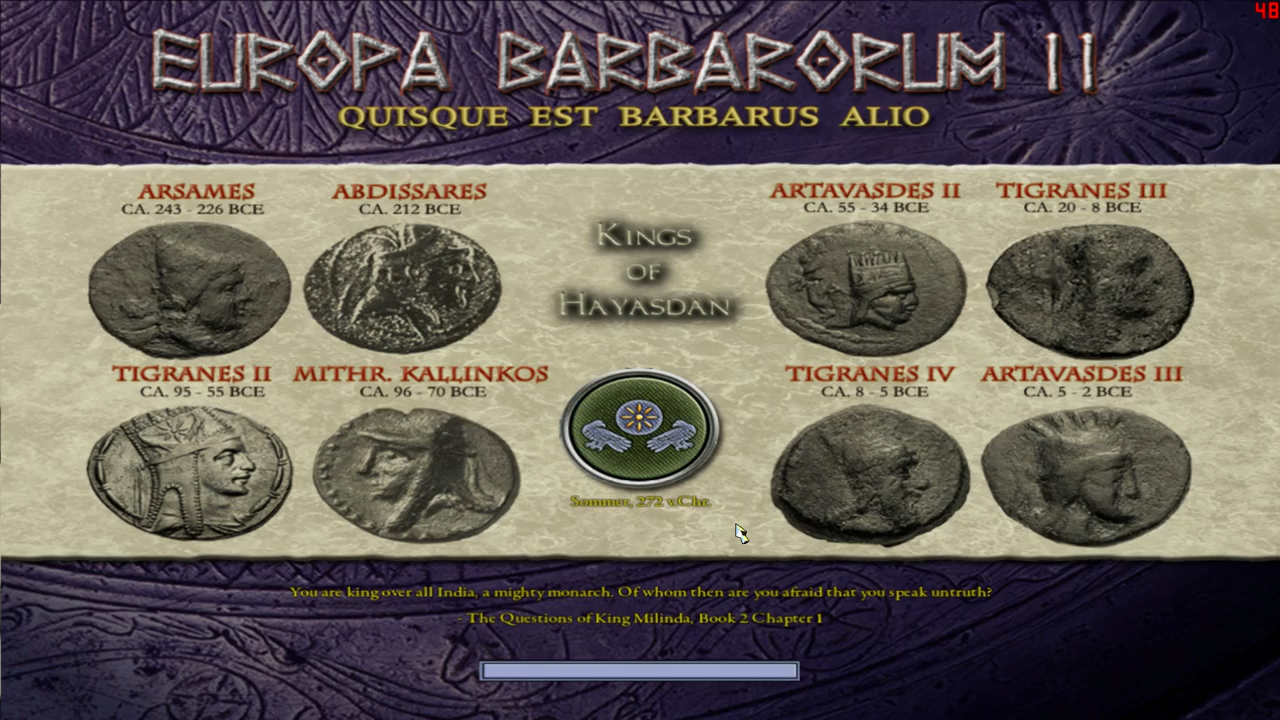 48
EUROPA BARBARORUM II
QUISQUE EST BARBARUS ALIO
ARSAMES
CA. 243 - 226 BCE
ABDISSARES
CA. 212 BCE
KINGS
OF
HAYASDAN
ARTAVASDES II
CA. 55 - 34 BCE
TIGRANES III
CA. 20 - 8 BCE
TIGRANES II
CA. 95 - 55 BCE
MITHR. KALLINKOS
CA. 96 - 70 BCE
TIGRANES IV
CA. 8 - 5 BCE
ARTAVASDES III
CA. 5 - 2 BCE
Sommer, 272 v.Chr.
You are king over all India, a mighty monarch. Of whom then are you afraid that you speak untruth?
- The Questions of King Milinda, Book 2 Chapter 1